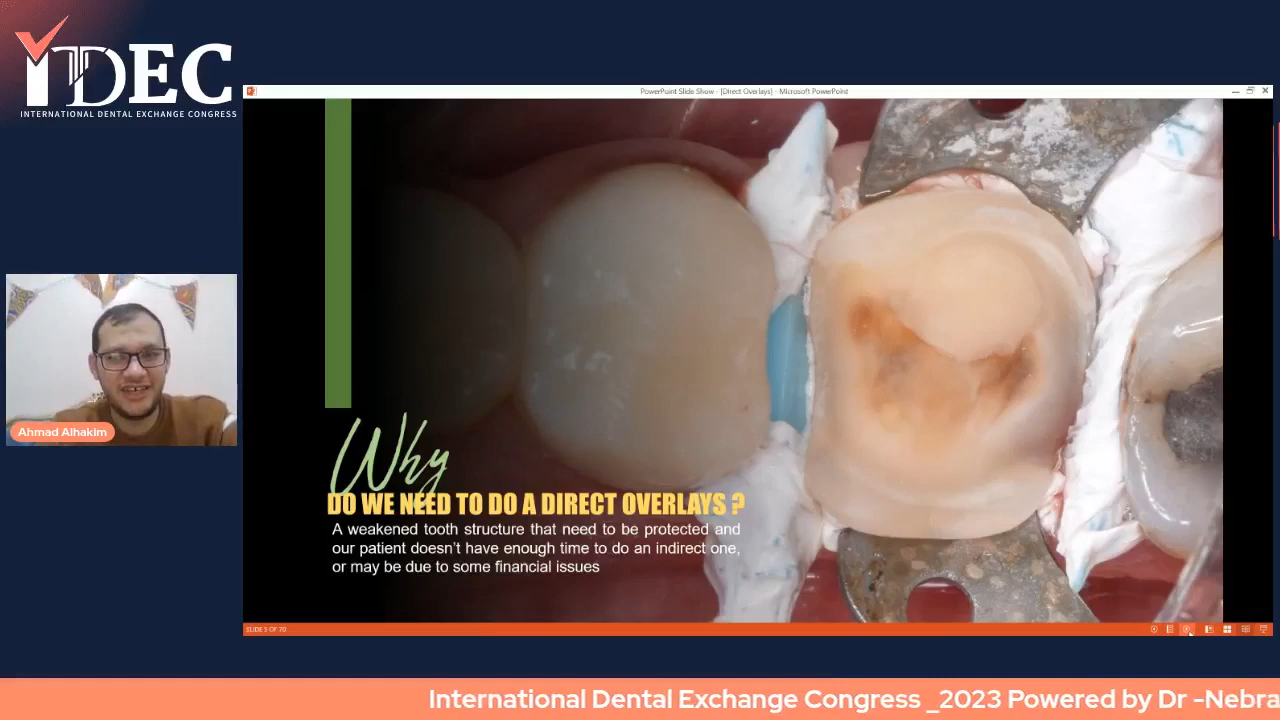 IDEC
INTERNATIONAL DENTAL EXCHANGE CONGRESS
PowerPoint Slide Show - [Direct Overlays] - Microsoft PowerPoint
Why
DO WE NEED TO DO A DIRECT OVERLAYS ?
A weakened tooth structure that need to be protected and
our patient doesn't have enough time to do an indirect one,
or may be due to some financial issues
Ahmad Alhakim
SLIDE 5 OF 70
International Dental Exchange Congress _2023 Powered by Dr -Nebra